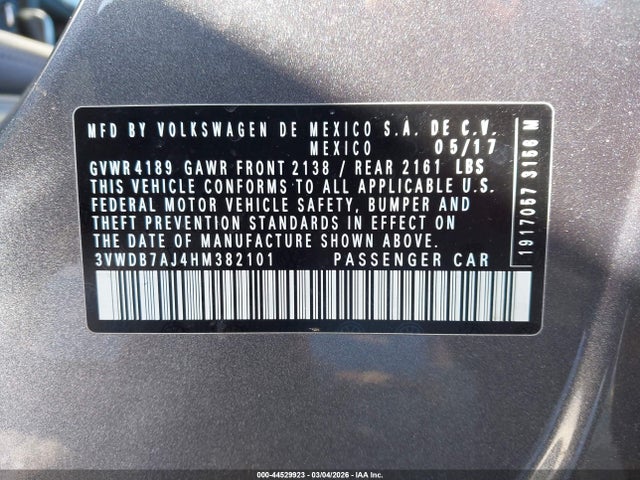 MFD BY VOLKSWAGEN DE MEXICO S.A. DE C.V.
MEXICO 05/17
GVWR 4189 GAWR FRONT 2138 / REAR 2161 LBS
THIS VEHICLE CONFORMS TO ALL APPLICABLE U.S.
FEDERAL MOTOR VEHICLE SAFETY, BUMPER AND
THEFT PREVENTION STANDARDS IN EFFECT ON
THE DATE OF MANUFACTURE SHOWN ABOVE.
3VWDB7AJ4HM382101 PASSENGER CAR
1917057 3156 M
000-44529923 - 03/04/2026 - IAA Inc.